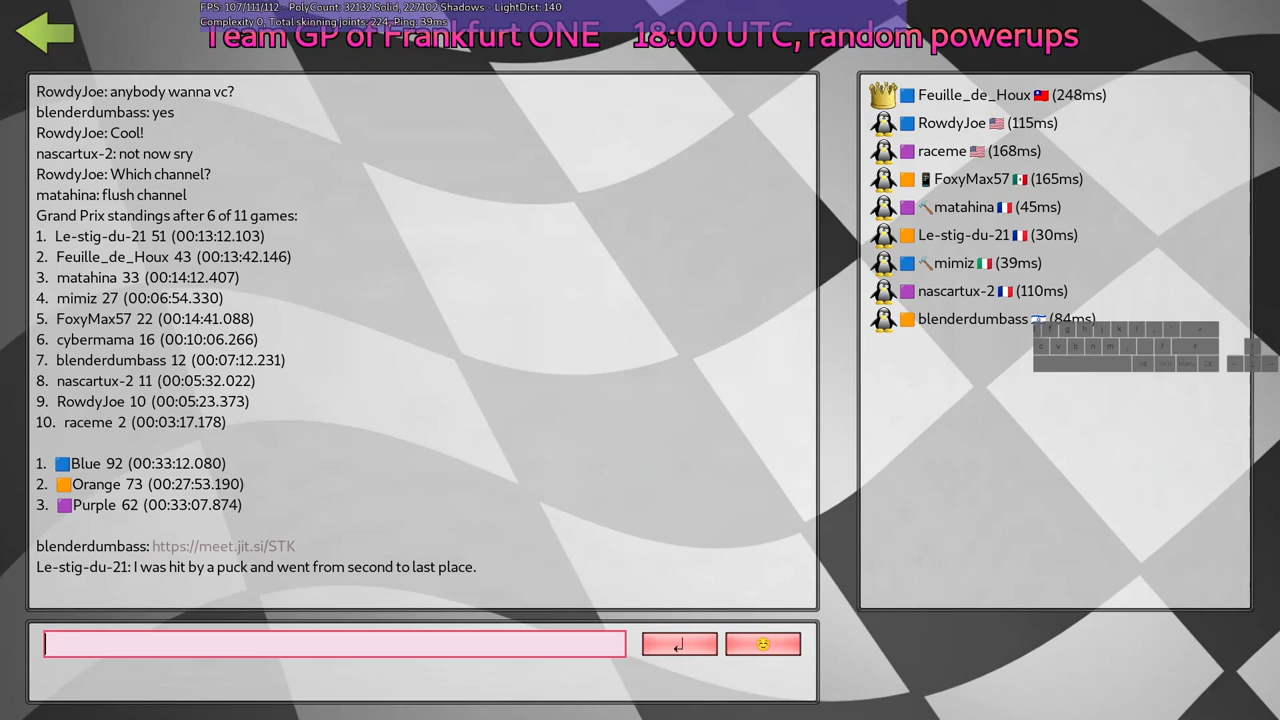 FPS: 107/111/112 - PolyCount: 32132 Solid, 227102 Shadows - LightDist: 140
Complexity 0, Total skinning joints: 224, Ping: 39ms
Team GP of Frankfurt ONE 18:00 UTC, random powerups
RowdyJoe: anybody wanna vc?
blenderdumbass: yes
RowdyJoe: Cool!
nascartux-2: not now sry
RowdyJoe: Which channel?
matahina: flush channel
Grand Prix standings after 6 of 11 games:
1. Le-stig-du-21 51 (00:13:12.103)
2. Feuille_de_Houx 43 (00:13:42.146)
3. matahina 33 (00:14:12.407)
4. mimiz 27 (00:06:54.330)
5. FoxyMax57 22 (00:14:41.088)
6. cybermama 16 (00:10:06.266)
7. blenderdumbass 12 (00:07:12.231)
8. nascartux-2 11 (00:05:32.022)
9. RowdyJoe 10 (00:05:23.373)
10. raceme 2 (00:03:17.178)
1. Blue 92 (00:33:12.080)
2. Orange 73 (00:27:53.190)
3. Purple 62 (00:33:07.874)
blenderdumbass: https://meet.jit.si/STK
Le-stig-du-21: I was hit by a puck and went from second to last place.
Feuille_de_Houx (248ms)
RowdyJoe (115ms)
raceme (168ms)
FoxyMax57 (165ms)
matahina (45ms)
Le-stig-du-21 (30ms)
mimiz (39ms)
nascartux-2 (110ms)
blenderdumbass (84ms)
f g h j k l
c v b n m